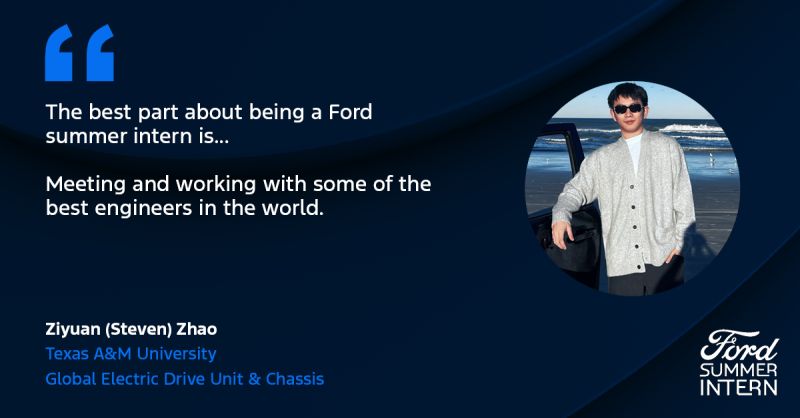 The best part about being a Ford
summer intern is...
Meeting and working with some of the
best engineers in the world.
Ziyuan (Steven) Zhao
Texas A&M University
Global Electric Drive Unit & Chassis
Ford
SUMMER
INTERN